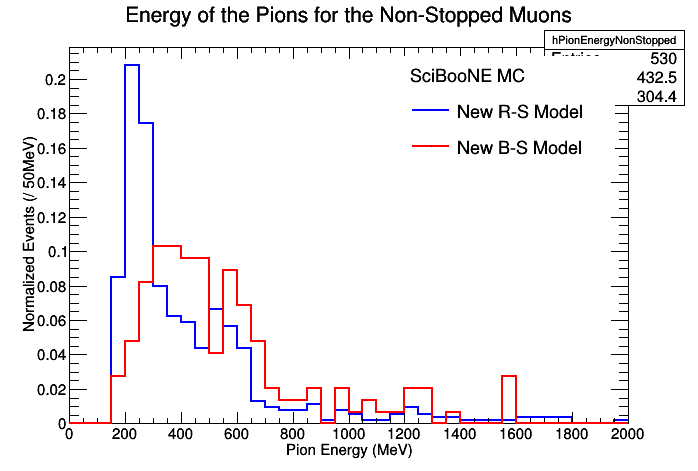 Energy of the Pions for the Non-Stopped Muons
hPionEnergyNonStopped
530
432.5
304.4
SciBooNE MC
New R-S Model
New B-S Model
Normalized Events (/ 50MeV)
0.2
0.18
0.16
0.14
0.12
0.1
0.08
0.06
0.04
0.02
0
0 200 400 600 800 1000 1200 1400 1600 1800 2000
Pion Energy (MeV)